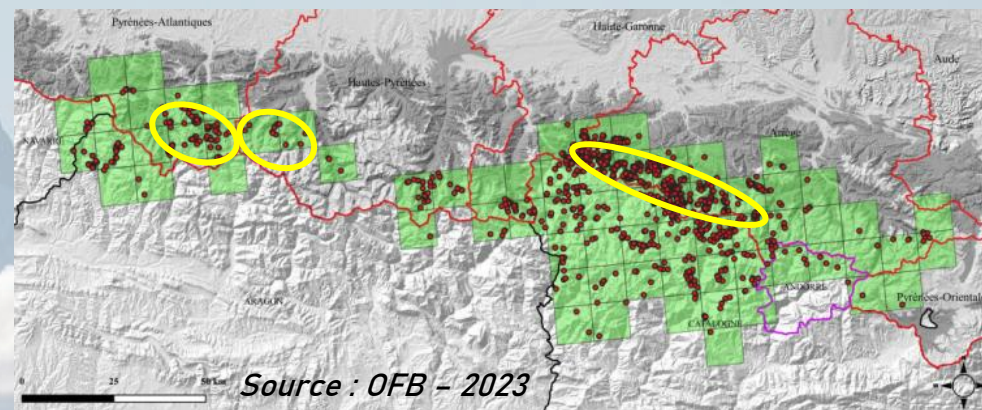 Pyrénées-Atlantiques
Haute-Garonne
Aude
Hautes-Pyrénées
Ariège
NAVARRE
ARAGON
ANDORRE
CATALOGNE
Pyrénées-Orientale
0 25 50 km
Source : OFB – 2023